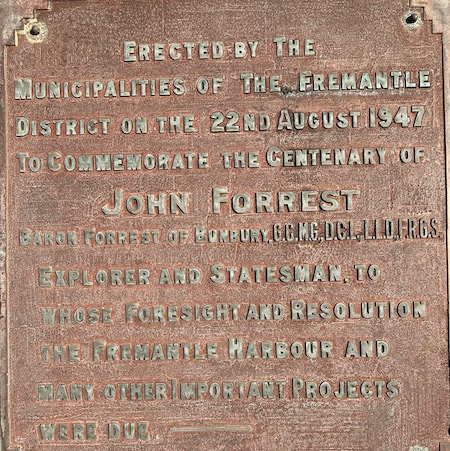 ERECTED BY THE
MUNICIPALITIES OF THE FREMANTLE
DISTRICT ON THE 22ND AUGUST 1947
TO COMMEMORATE THE CENTENARY OF
JOHN FORREST
BARON FORREST OF BUNBURY, G.C.M.G., D.C.L., L.L.D., F.R.G.S.
EXPLORER AND STATESMAN, TO
WHOSE FORESIGHT AND RESOLUTION
THE FREMANTLE HARBOUR AND
MANY OTHER IMPORTANT PROJECTS
WERE DUE.